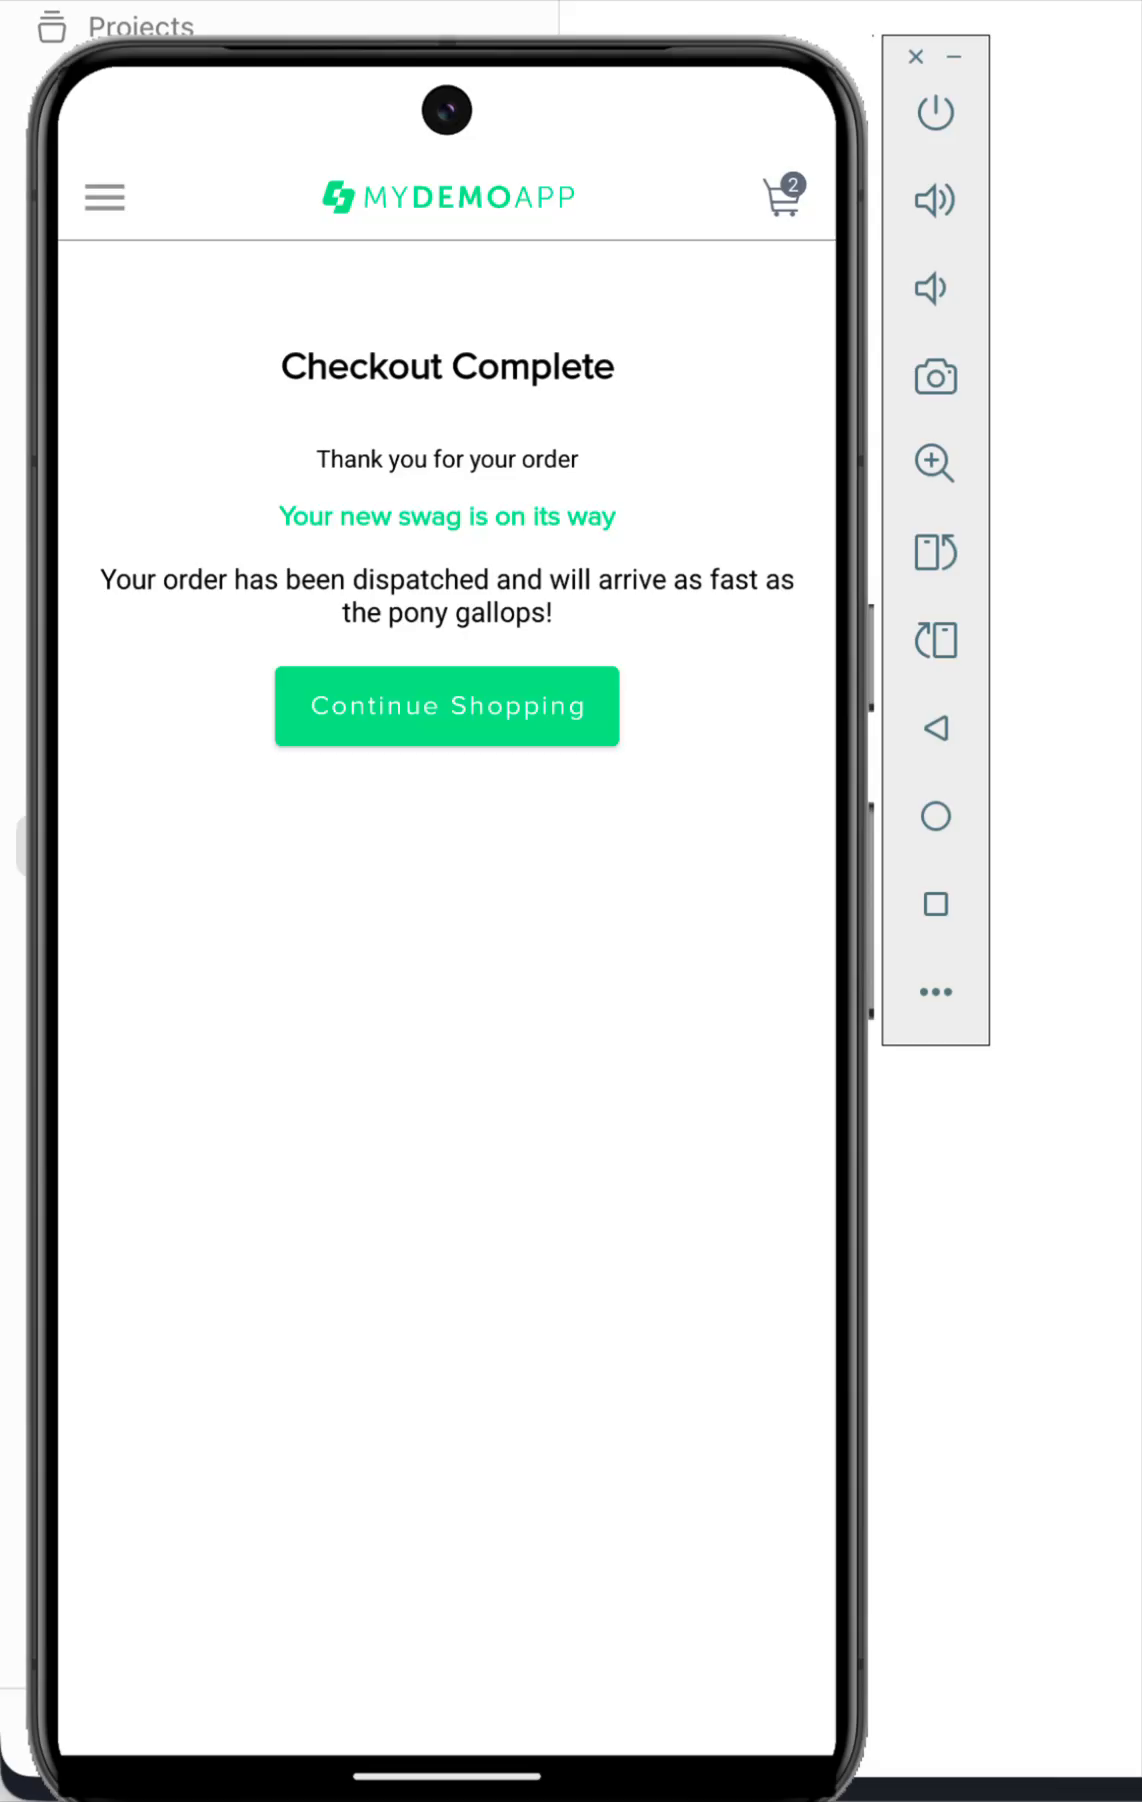 Projects
MYDEMOAPP
2
Checkout Complete
Thank you for your order
Your new swag is on its way
Your order has been dispatched and will arrive as fast as
the pony gallops!
Continue Shopping